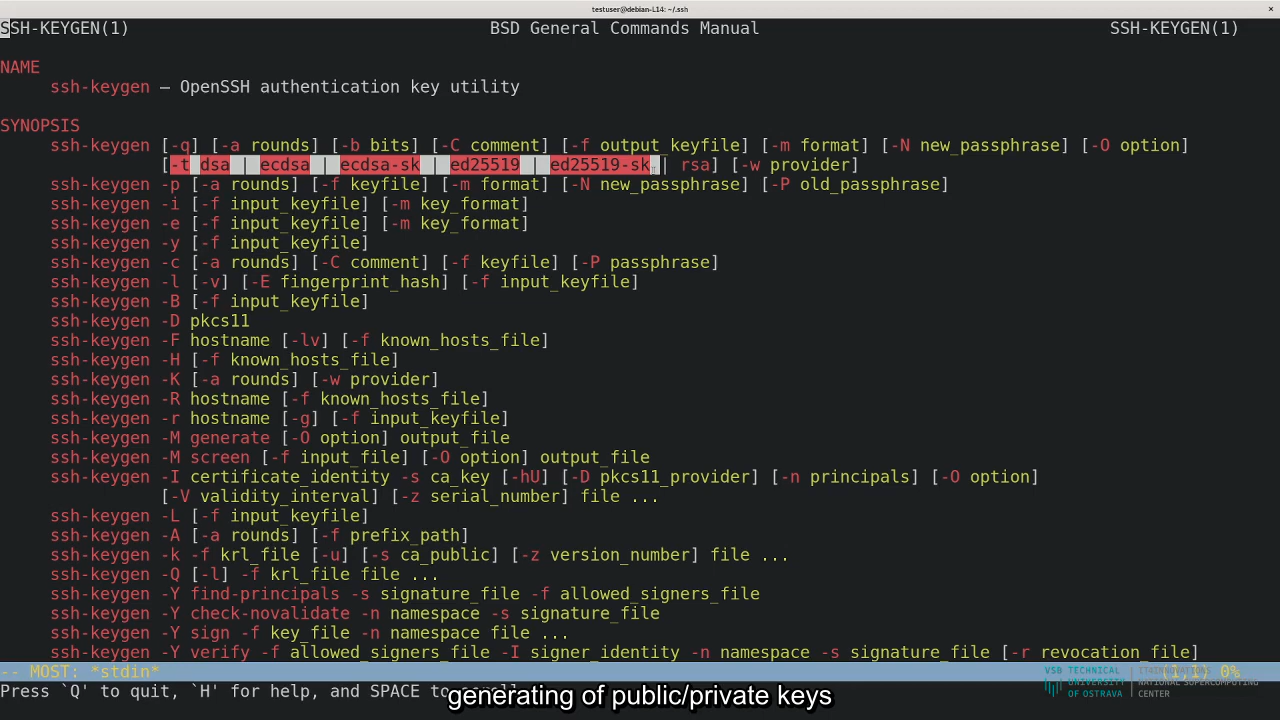 testuser@debian-L14: ~/.ssh
SSH-KEYGEN(1) BSD General Commands Manual SSH-KEYGEN(1)
NAME
ssh-keygen — OpenSSH authentication key utility
SYNOPSIS
ssh-keygen [-q] [-a rounds] [-b bits] [-C comment] [-f output_keyfile] [-m format] [-N new_passphrase] [-O option]
[-t dsa | ecdsa | ecdsa-sk | ed25519 | ed25519-sk | rsa] [-w provider]
ssh-keygen -p [-a rounds] [-f keyfile] [-m format] [-N new_passphrase] [-P old_passphrase]
ssh-keygen -i [-f input_keyfile] [-m key_format]
ssh-keygen -e [-f input_keyfile] [-m key_format]
ssh-keygen -y [-f input_keyfile]
ssh-keygen -c [-a rounds] [-C comment] [-f keyfile] [-P passphrase]
ssh-keygen -l [-v] [-E fingerprint_hash] [-f input_keyfile]
ssh-keygen -B [-f input_keyfile]
ssh-keygen -D pkcs11
ssh-keygen -F hostname [-lv] [-f known_hosts_file]
ssh-keygen -H [-f known_hosts_file]
ssh-keygen -K [-a rounds] [-w provider]
ssh-keygen -R hostname [-f known_hosts_file]
ssh-keygen -r hostname [-g] [-f input_keyfile]
ssh-keygen -M generate [-O option] output_file
ssh-keygen -M screen [-f input_file] [-O option] output_file
ssh-keygen -I certificate_identity -s ca_key [-hU] [-D pkcs11_provider] [-n principals] [-O option]
[-V validity_interval] [-z serial_number] file ...
ssh-keygen -L [-f input_keyfile]
ssh-keygen -A [-a rounds] [-f prefix_path]
ssh-keygen -k -f krl_file [-u] [-s ca_public] [-z version_number] file ...
ssh-keygen -Q [-l] -f krl_file file ...
ssh-keygen -Y find-principals -s signature_file -f allowed_signers_file
ssh-keygen -Y check-novalidate -n namespace -s signature_file
ssh-keygen -Y sign -f key_file -n namespace file ...
ssh-keygen -Y verify -f allowed_signers_file -I signer_identity -n namespace -s signature_file [-r revocation_file]
-- MOST: *stdin* (1,1) 0%
Press `Q' to quit, `H' for help, and SPACE to
generating of public/private keys
VSB TECHNICAL
UNIVERSITY
OF OSTRAVA
IT4INNOVATIONS
NATIONAL SUPERCOMPUTING
CENTER